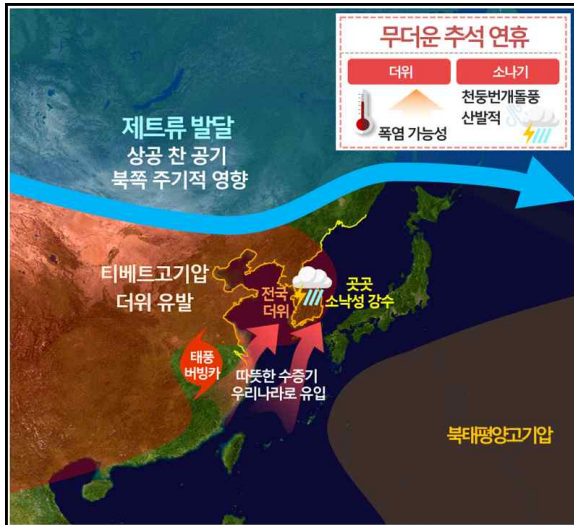 무더운 추석 연휴
더위
소나기
폭염 가능성
천둥번개돌풍
산발적
제트류 발달
상공 찬 공기
북쪽 주기적 영향
티베트고기압
더위 유발
전국
더위
곳곳
소낙성 강수
태풍
버빙카
따뜻한 수증기
우리나라로 유입
북태평양고기압